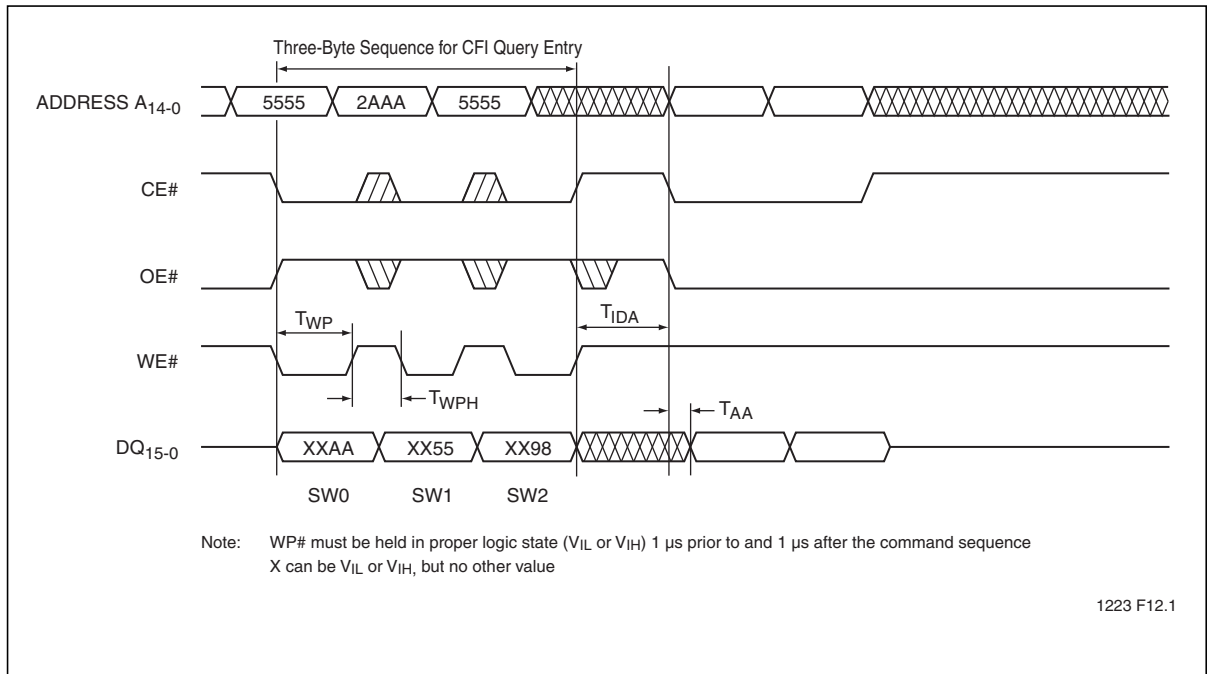 Three-Byte Sequence for CFI Query Entry
ADDRESS A14-0 5555 2AAA 5555
CE#
OE#
TIDA
TWP
WE#
TWPH
TAA
DQ15-0 XXAA XX55 XX98
SW0 SW1 SW2
Note: WP# must be held in proper logic state (VIL or VIH) 1 µs prior to and 1 µs after the command sequence
X can be VIL or VIH, but no other value
1223 F12.1